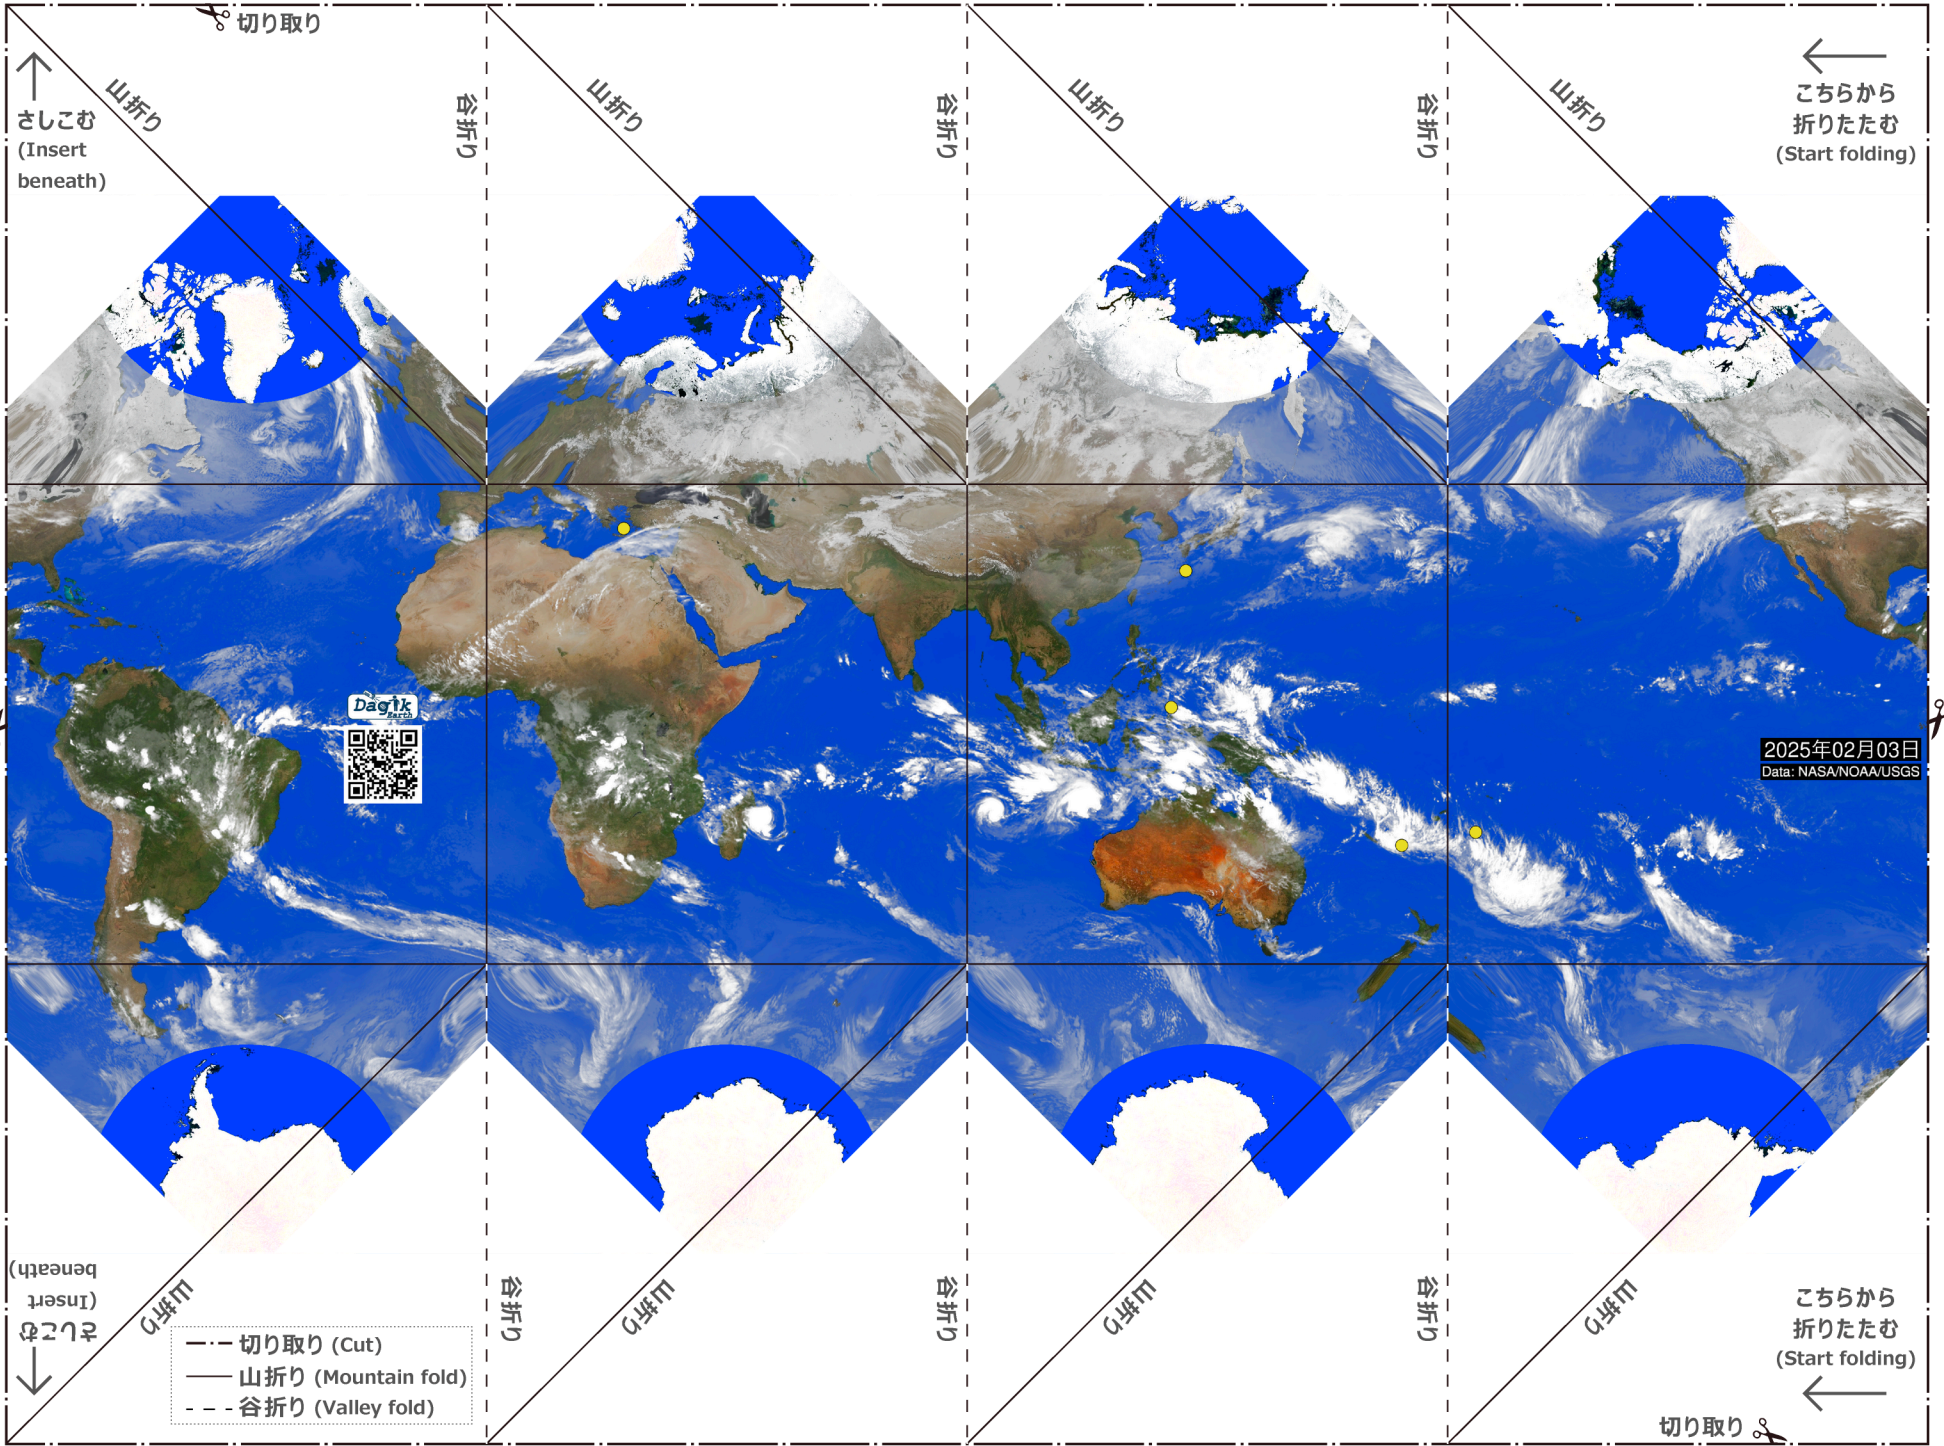 切り取り
山折り
山折り
山折り
山折り
谷折り
谷折り
谷折り
さしこむ
(Insert
beneath)
こちらから
折りたたむ
(Start folding)
Dagik
Earth
2025年02月03日
Data: NASA/NOAA/USGS
さしこむ
(Insert
beneath)
山折り
山折り
山折り
山折り
谷折り
谷折り
谷折り
こちらから
折りたたむ
(Start folding)
切り取り (Cut)
山折り (Mountain fold)
谷折り (Valley fold)
切り取り